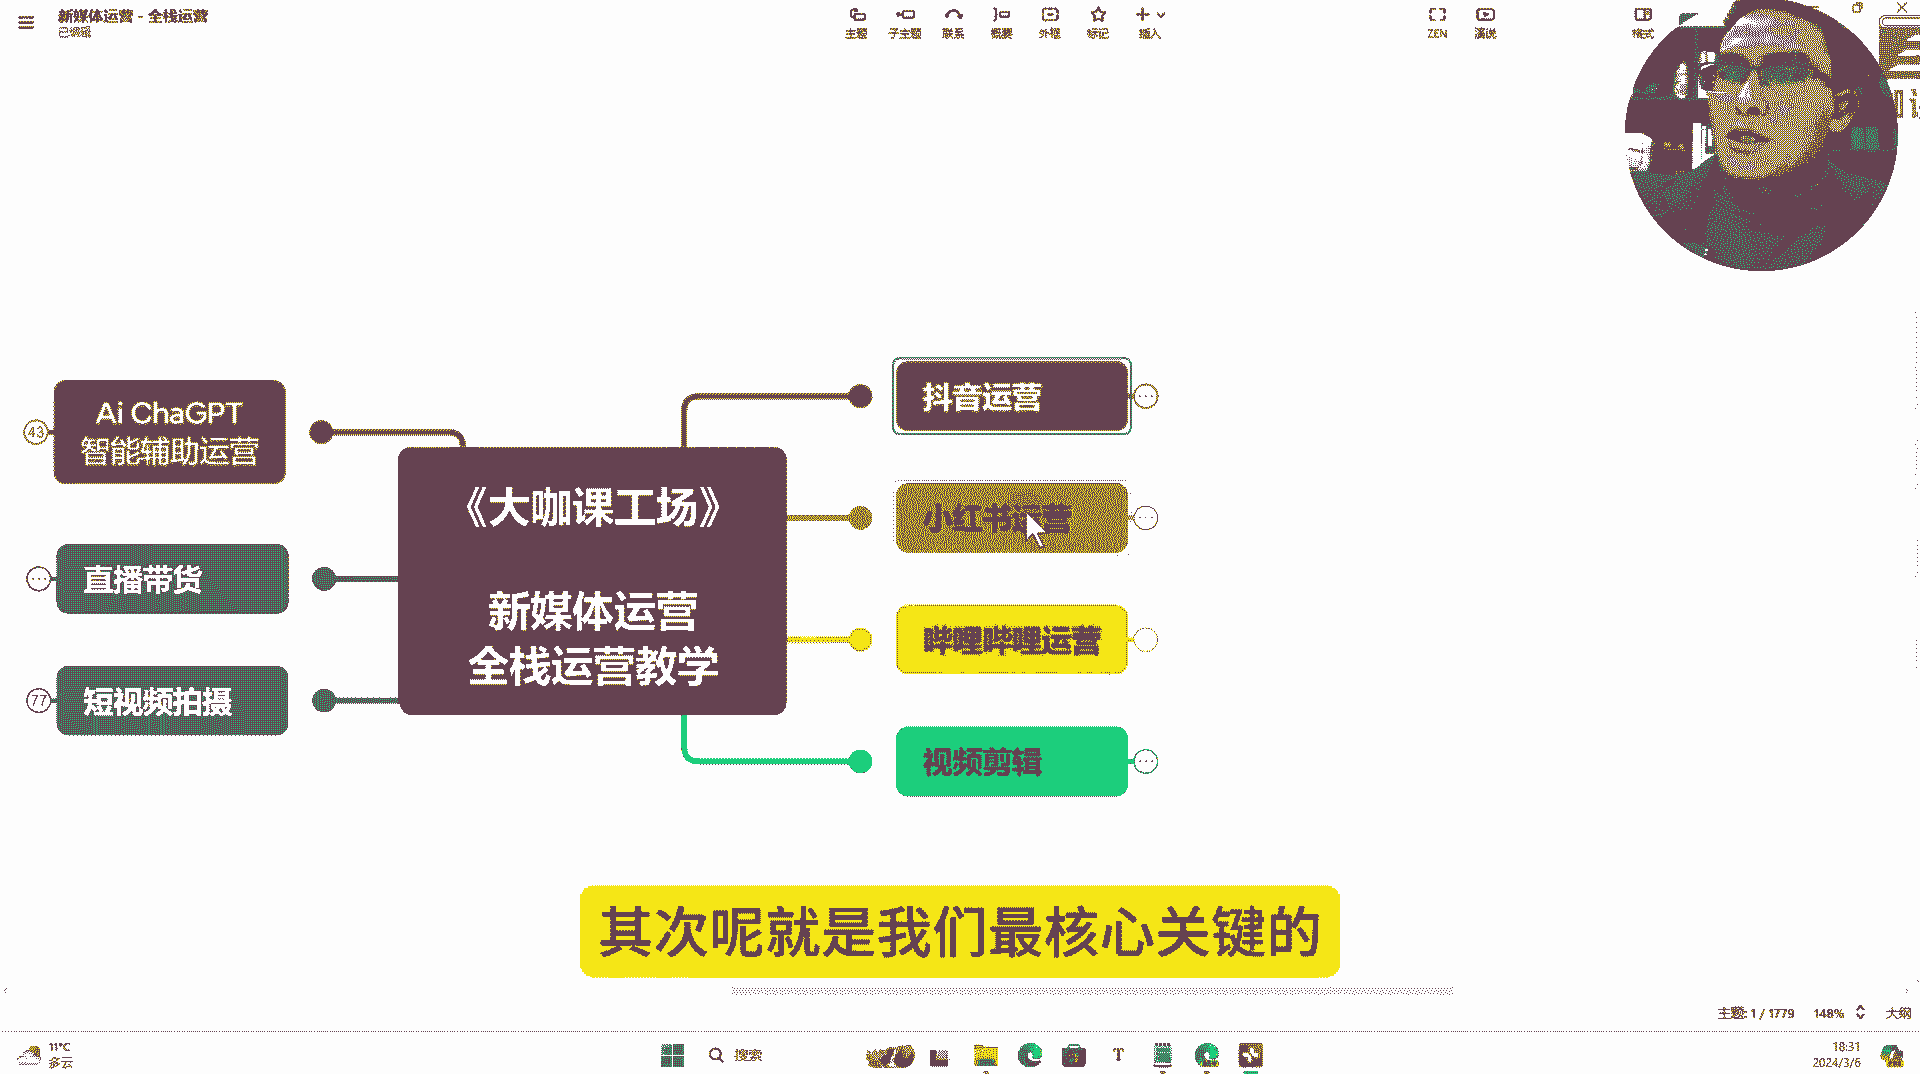 新媒体运营 - 全栈运营
已编辑
主题
子主题
联系
概要
外框
标记
插入
ZEN
演说
格式
Ai ChaGPT
智能辅助运营
43
直播带货
短视频拍摄
77
《大咖课工场》
新媒体运营
全栈运营教学
抖音运营
小红书运营
哔哩哔哩运营
视频剪辑
其次呢就是我们最核心关键的
主题: 1 / 1779
148%
大纲
11°C
多云
搜索
18:31
2024/3/6